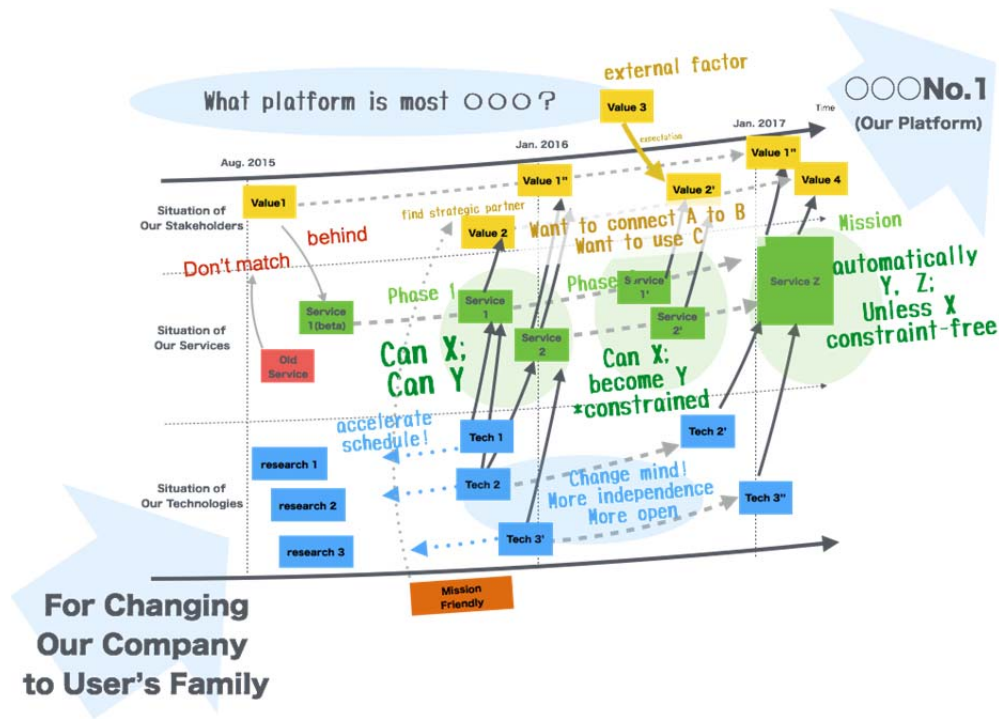 external factor
What platform is most ○○○?
Value 3
○○○No.1
(Our Platform)
Time
Jan. 2017
Jan. 2016
expectation
Aug. 2015
Value 1"
Value 1"
Value 4
Value 2'
Value1
Situation of
Our Stakeholders
find strategic partner
Value 2
Want to connect A to B
Want to use C
Mission
behind
Don't match
automatically
Y, Z;
Unless X
constraint-free
Phase 1
Phase
Service
1'
Service Z
Service
1(beta)
Service
1
Service
2'
Situation of
Our Services
Service
2
Old
Service
Can X;
Can Y
Can X;
become Y
*constrained
accelerate
schedule!
Tech 1
Tech 2'
research 1
Tech 2
Change mind!
More independence
More open
Situation of
Our Technologies
research 2
Tech 3"
Tech 3'
research 3
Mission
Friendly
For Changing
Our Company
to User's Family